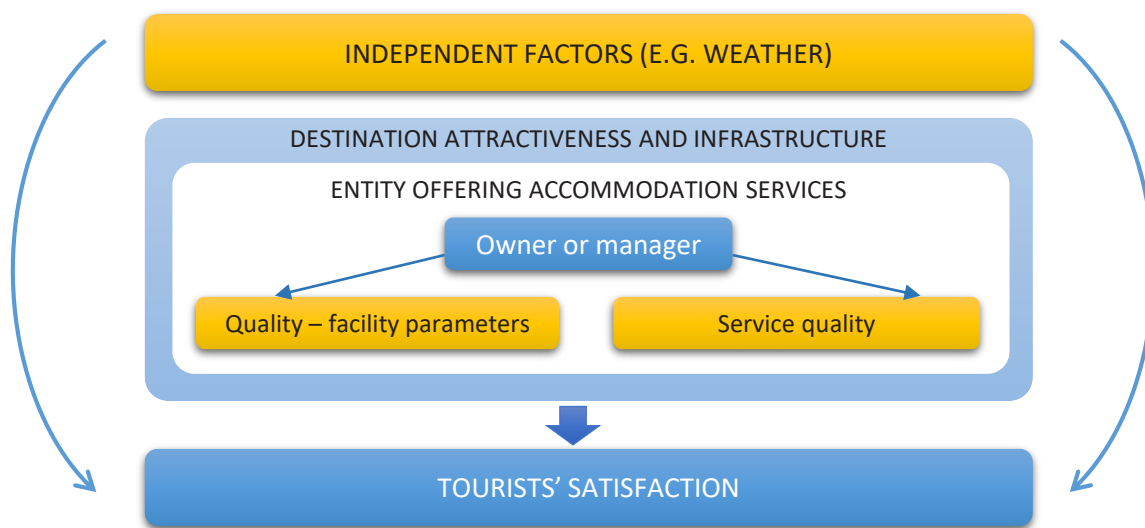 INDEPENDENT FACTORS (E.G. WEATHER)
DESTINATION ATTRACTIVENESS AND INFRASTRUCTURE
ENTITY OFFERING ACCOMMODATION SERVICES
Owner or manager
Quality – facility parameters
Service quality
TOURISTS’ SATISFACTION